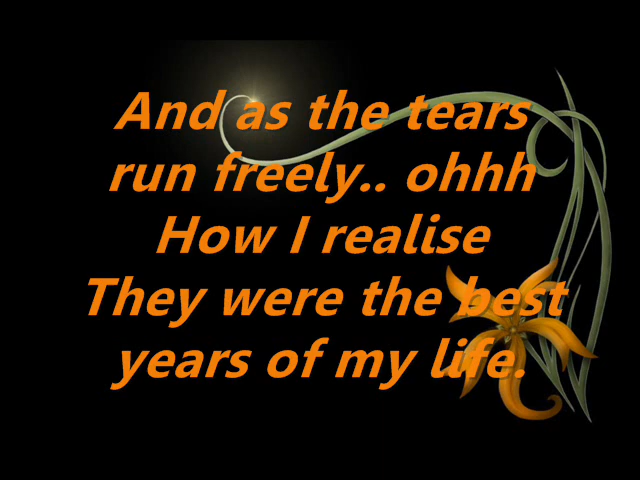 And as the tears
run freely.. ohhh
How I realise
They were the best
years of my life.